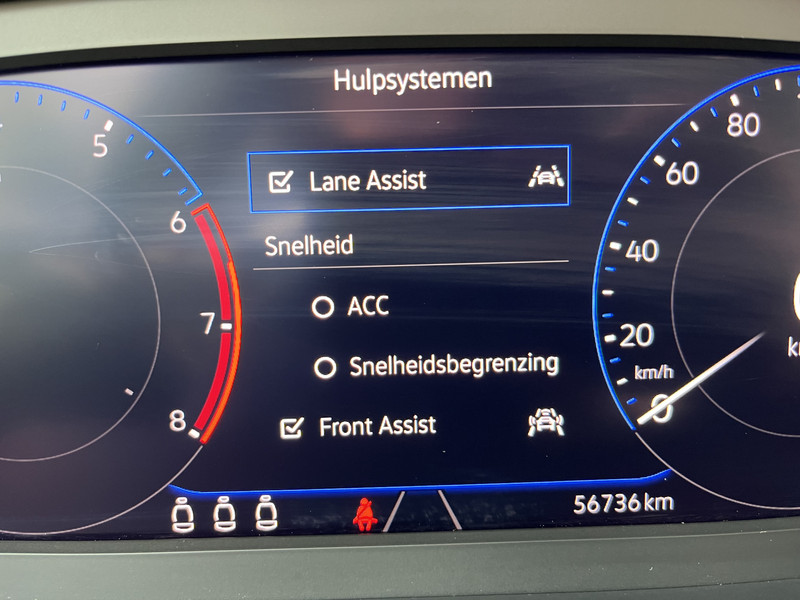 Hulpsystemen
Lane Assist
Snelheid
ACC
Snelheidsbegrenzing
Front Assist
5
6
7
8
80
60
40
20
km/h
0
56736 km